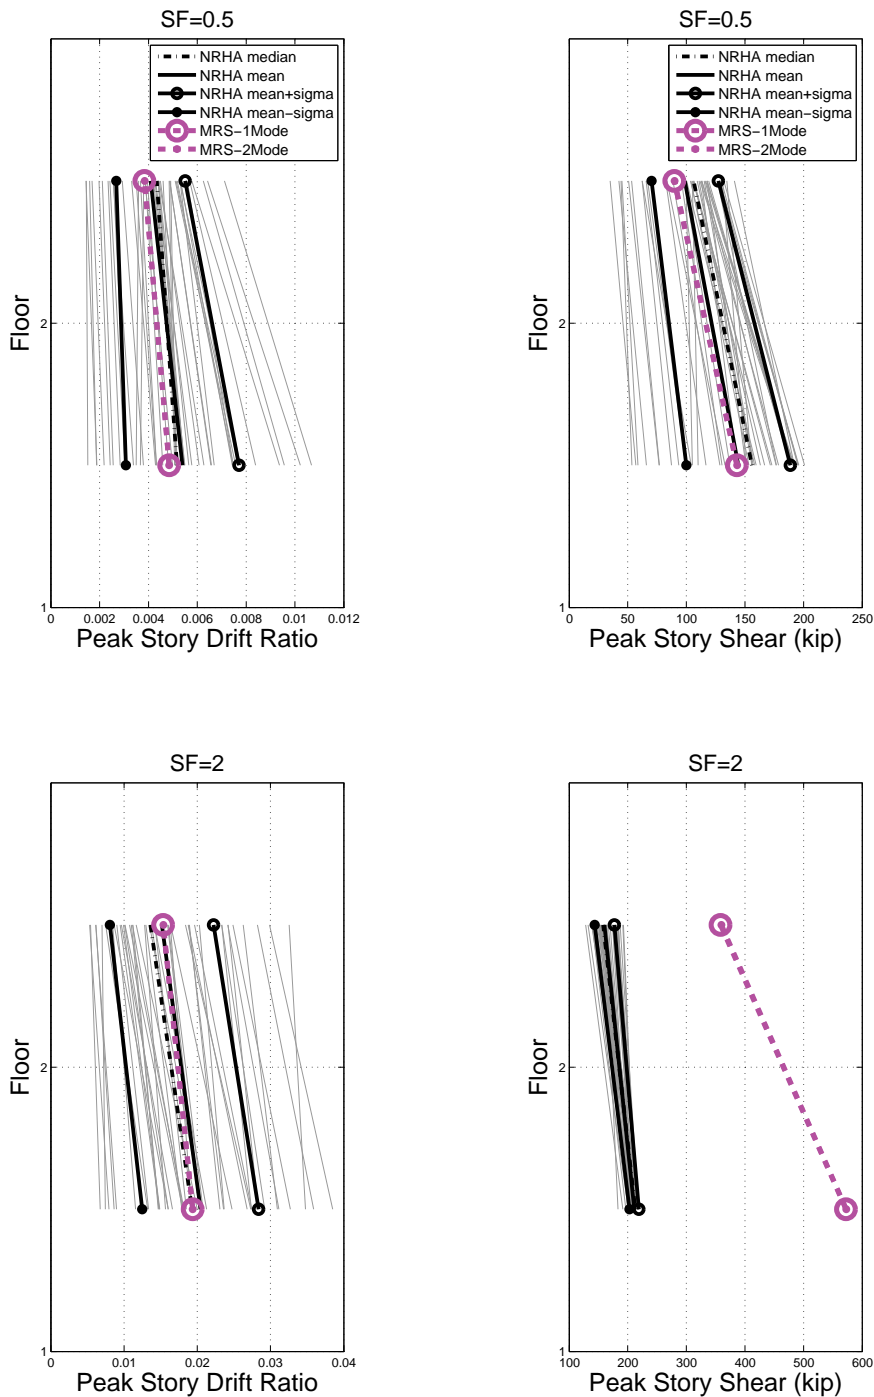 SF=0.5
NRHA median
NRHA mean
NRHA mean+sigma
NRHA mean−sigma
MRS−1Mode
MRS−2Mode
Floor
2
1
0 0.002 0.004 0.006 0.008 0.01 0.012
Peak Story Drift Ratio
SF=0.5
NRHA median
NRHA mean
NRHA mean+sigma
NRHA mean−sigma
MRS−1Mode
MRS−2Mode
Floor
2
1
0 50 100 150 200 250
Peak Story Shear (kip)
SF=2
Floor
2
1
0 0.01 0.02 0.03 0.04
Peak Story Drift Ratio
SF=2
Floor
2
1
100 200 300 400 500 600
Peak Story Shear (kip)